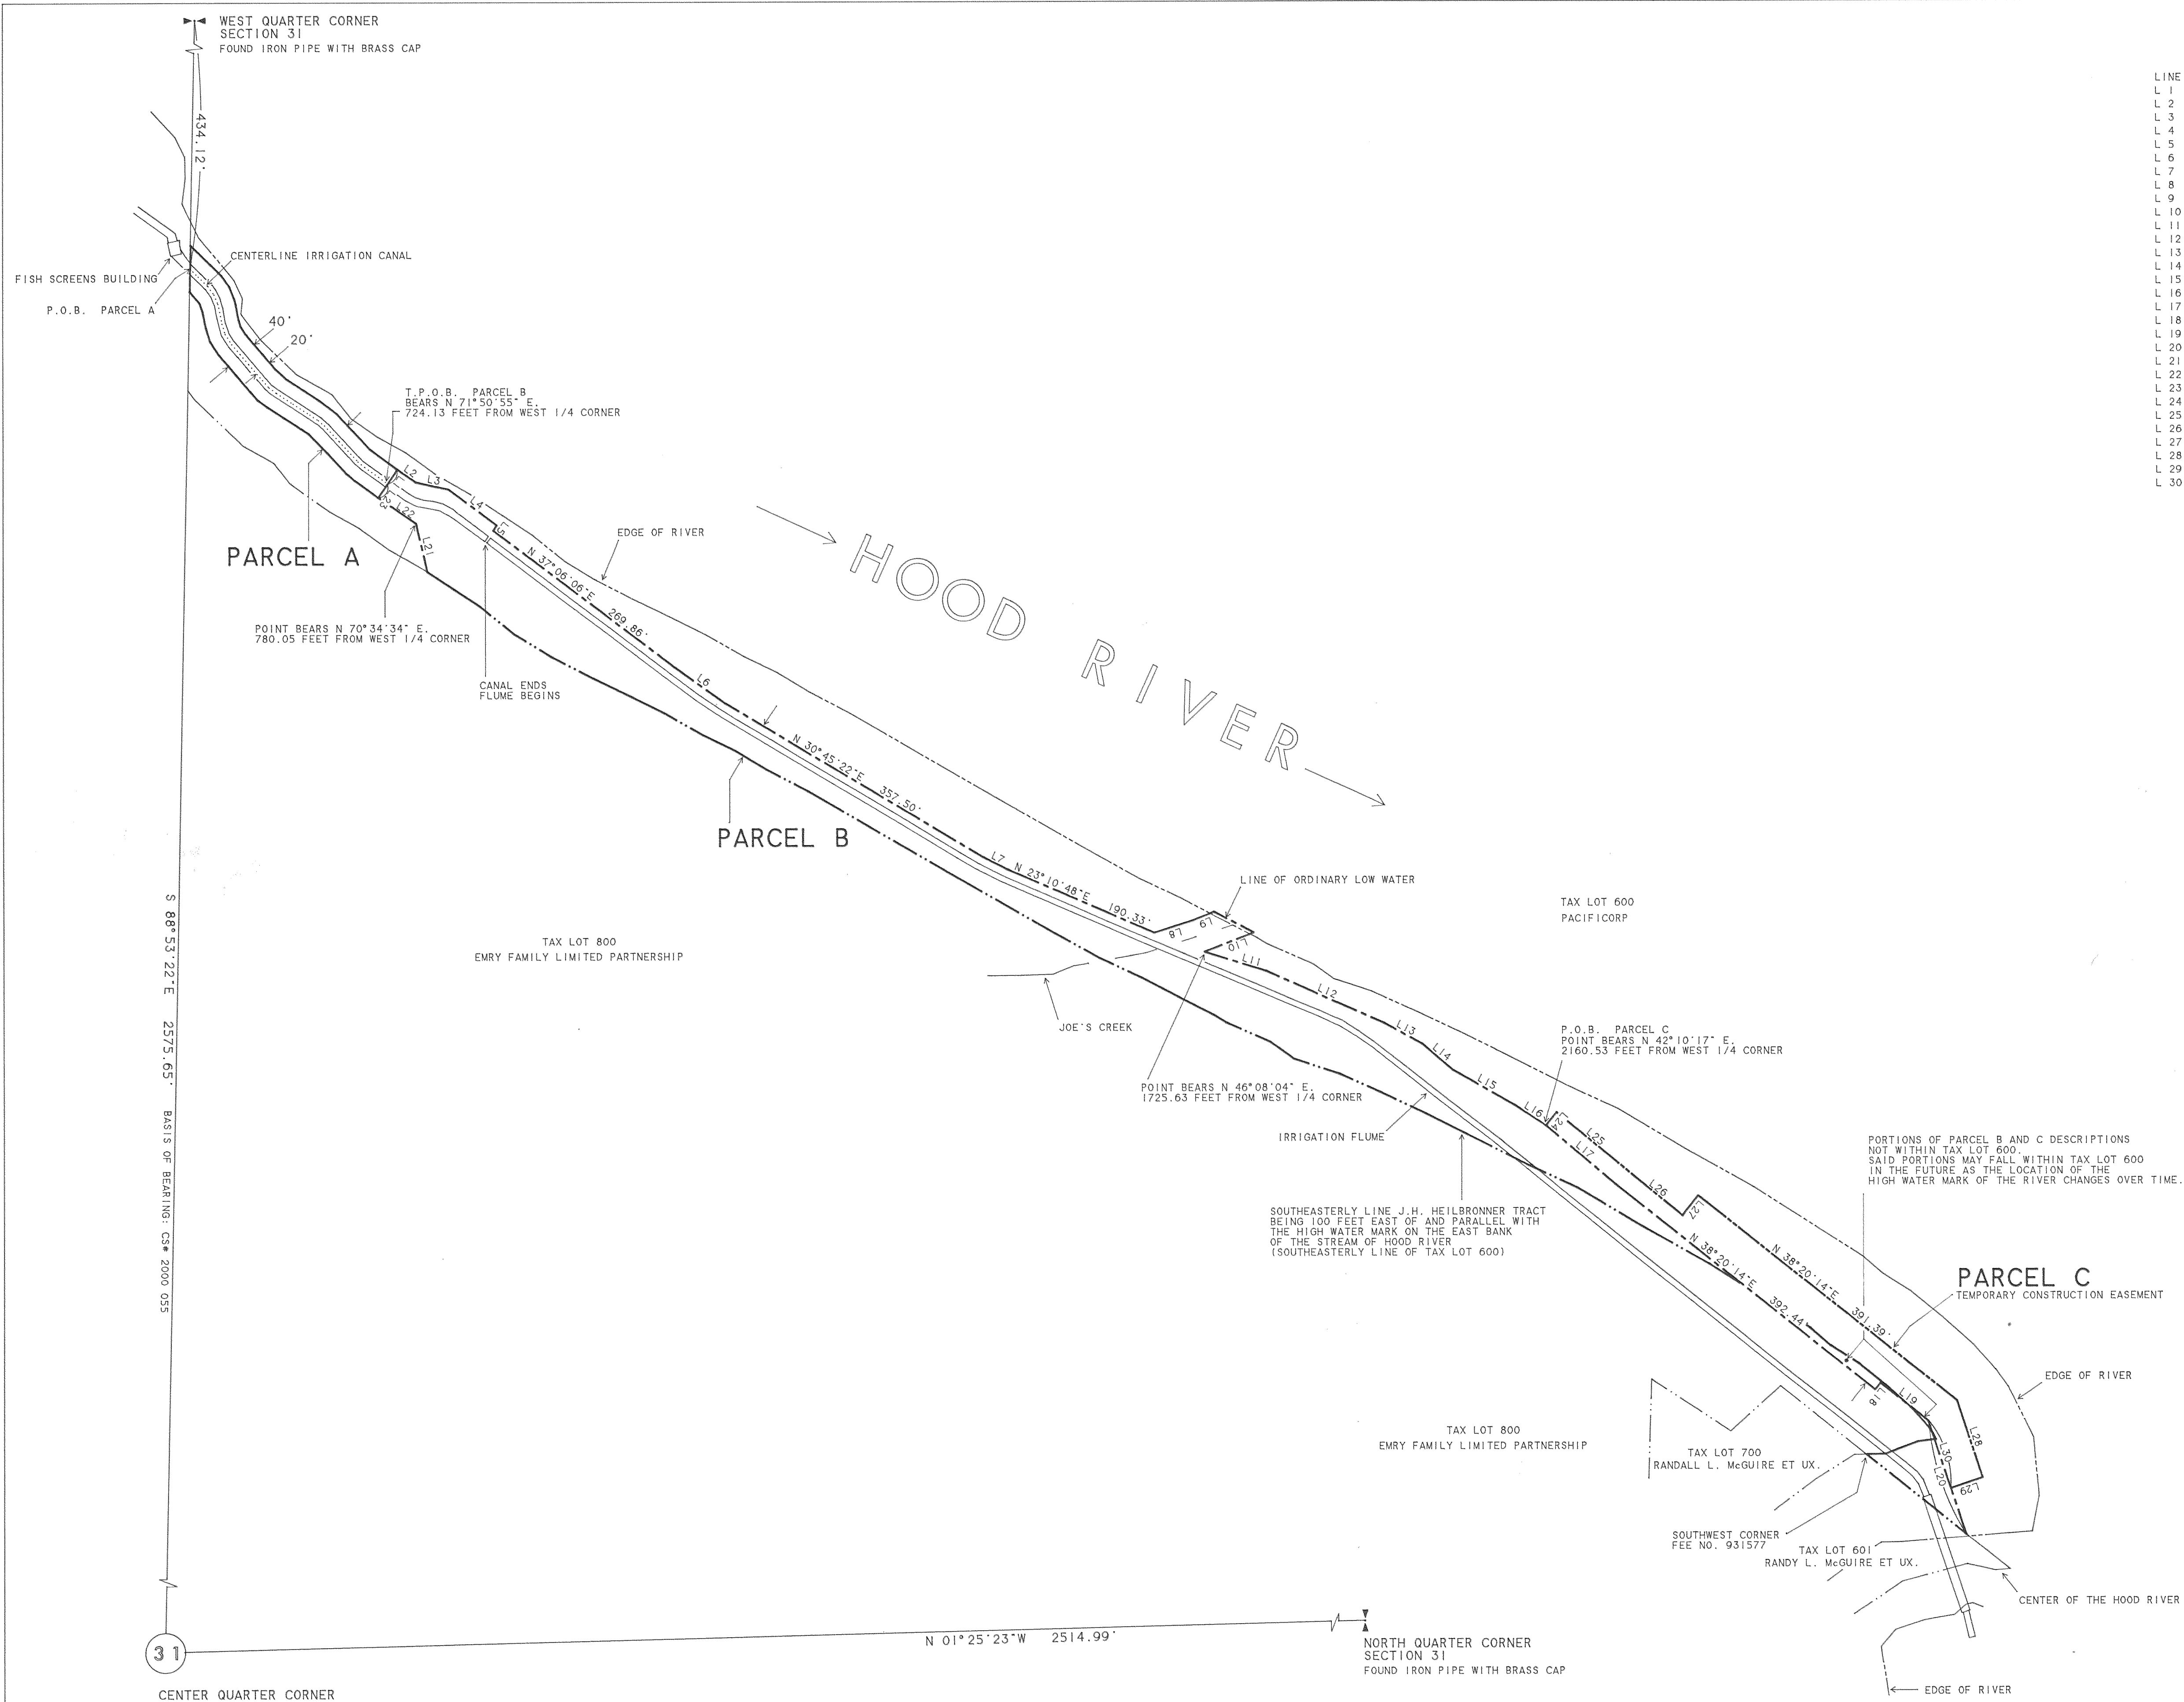 WEST QUARTER CORNER
SECTION 31
FOUND IRON PIPE WITH BRASS CAP
434.12'
LINE
L 1
L 2
L 3
L 4
L 5
L 6
L 7
L 8
L 9
L 10
L 11
L 12
L 13
L 14
L 15
L 16
L 17
L 18
L 19
L 20
L 21
L 22
L 23
L 24
L 25
L 26
L 27
L 28
L 29
L 30
CENTERLINE IRRIGATION CANAL
FISH SCREENS BUILDING
P.O.B. PARCEL A
40'
20'
T.P.O.B. PARCEL B
BEARS N 71°50'55" E.
724.13 FEET FROM WEST 1/4 CORNER
L2
L3
L4
L5
L22
L21
PARCEL A
EDGE OF RIVER
HOOD RIVER
N 37°06'06"E 269.86'
POINT BEARS N 70°34'34" E.
780.05 FEET FROM WEST 1/4 CORNER
CANAL ENDS
FLUME BEGINS
L6
N 30°45'22"E 357.50'
PARCEL B
L7
N 23°10'48"E 190.33'
L8
L9
L10
L11
LINE OF ORDINARY LOW WATER
TAX LOT 600
PACIFICORP
TAX LOT 800
EMRY FAMILY LIMITED PARTNERSHIP
S 88°53'22"E 2575.65' BASIS OF BEARING: CS# 2000 055
JOE'S CREEK
L12
L13
L14
L15
L16
L17
P.O.B. PARCEL C
POINT BEARS N 42°10'17" E.
2160.53 FEET FROM WEST 1/4 CORNER
POINT BEARS N 46°08'04" E.
1725.63 FEET FROM WEST 1/4 CORNER
IRRIGATION FLUME
L24
L25
L26
L27
PORTIONS OF PARCEL B AND C DESCRIPTIONS
NOT WITHIN TAX LOT 600.
SAID PORTIONS MAY FALL WITHIN TAX LOT 600
IN THE FUTURE AS THE LOCATION OF THE
HIGH WATER MARK OF THE RIVER CHANGES OVER TIME.
SOUTHEASTERLY LINE J.H. HEILBRONNER TRACT
BEING 100 FEET EAST OF AND PARALLEL WITH
THE HIGH WATER MARK ON THE EAST BANK
OF THE STREAM OF HOOD RIVER
(SOUTHEASTERLY LINE OF TAX LOT 600)
N 38°20'14"E 392.44'
N 38°20'14"E 391.39'
PARCEL C
TEMPORARY CONSTRUCTION EASEMENT
EDGE OF RIVER
L18
L19
L28
L30
L20
L29
TAX LOT 800
EMRY FAMILY LIMITED PARTNERSHIP
TAX LOT 700
RANDALL L. McGUIRE ET UX.
SOUTHWEST CORNER
FEE NO. 931577
TAX LOT 601
RANDY L. McGUIRE ET UX.
CENTER OF THE HOOD RIVER
N 01°25'23"W 2514.99'
NORTH QUARTER CORNER
SECTION 31
FOUND IRON PIPE WITH BRASS CAP
31
CENTER QUARTER CORNER
EDGE OF RIVER